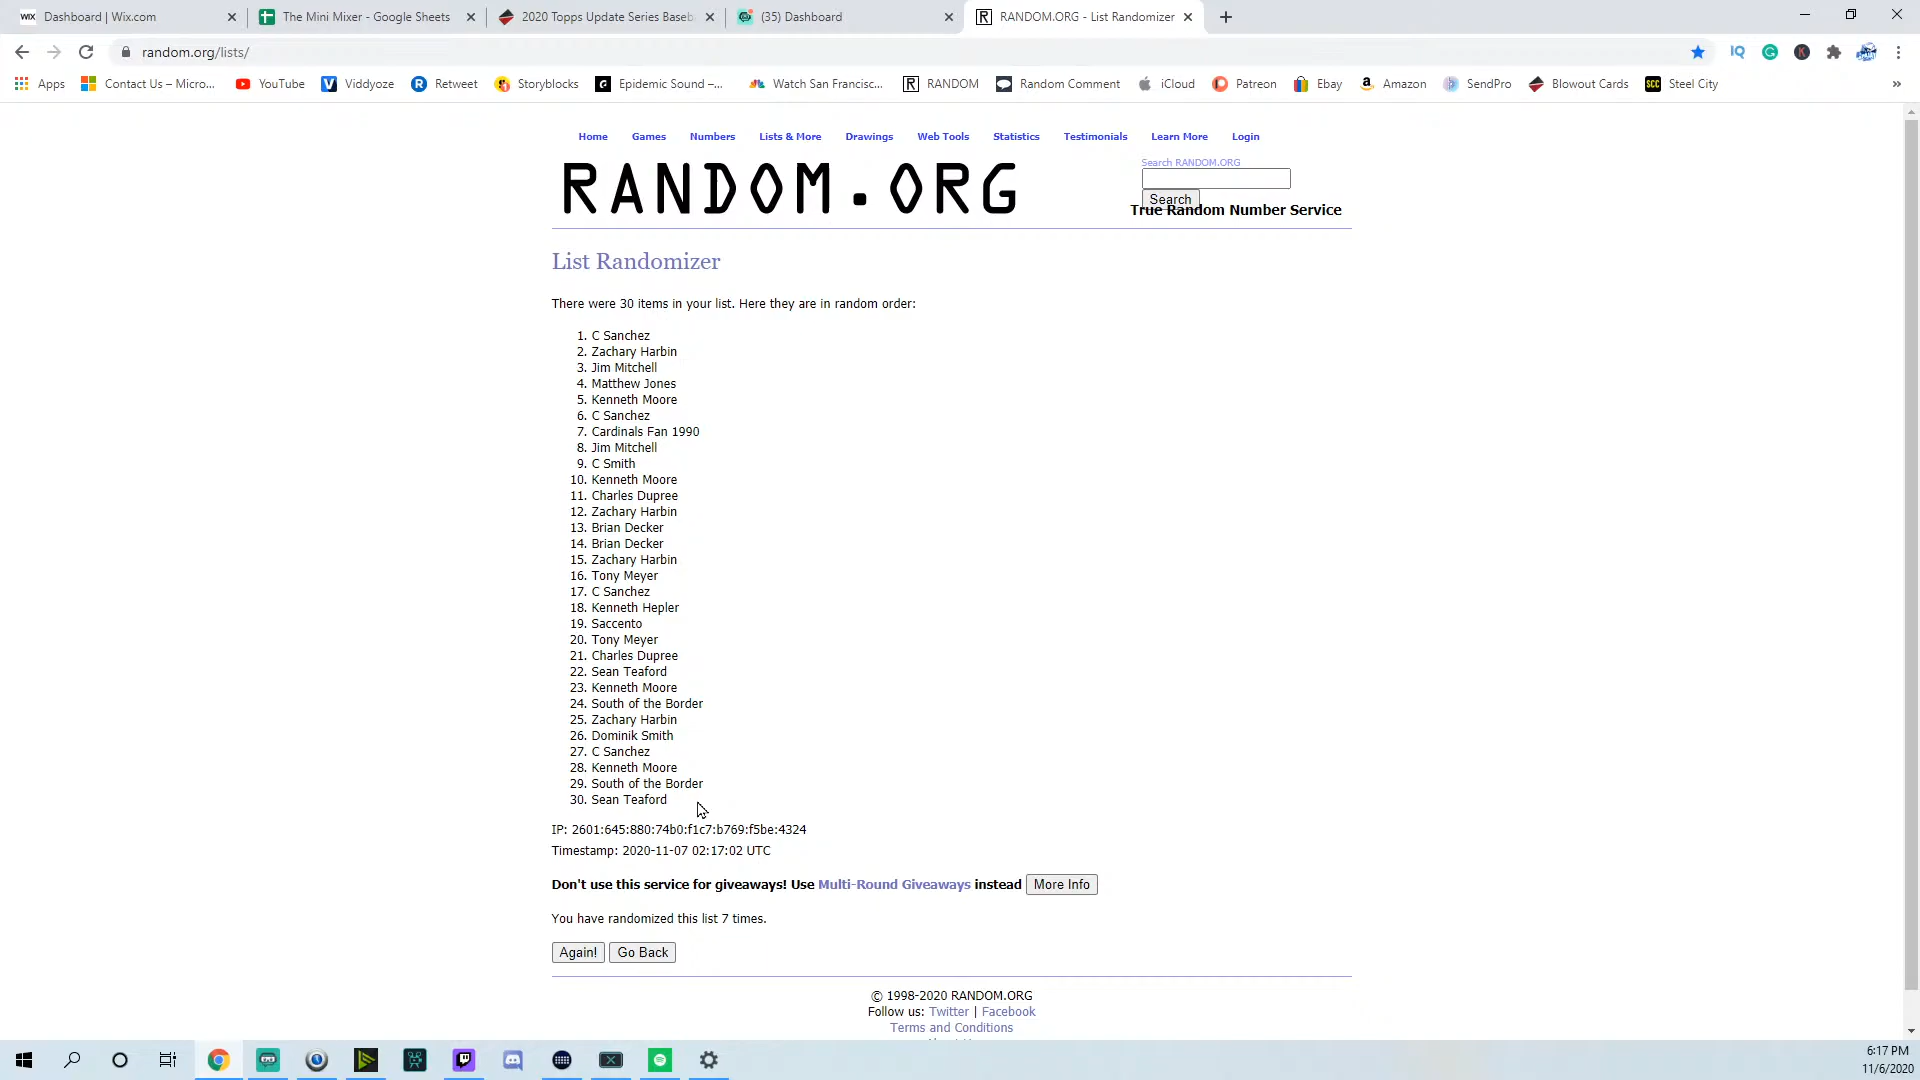 Dashboard | Wix.com
The Mini Mixer - Google Sheets
2020 Topps Update Series Baseb
(35) Dashboard
RANDOM.ORG - List Randomizer
random.org/lists/
Apps
Contact Us – Micro...
YouTube
Viddyoze
Retweet
Storyblocks
Epidemic Sound –...
Watch San Francisc...
RANDOM
Random Comment
iCloud
Patreon
Ebay
Amazon
SendPro
Blowout Cards
Steel City
Home Games Numbers Lists & More Drawings Web Tools Statistics Testimonials Learn More Login
RANDOM.ORG
Search RANDOM.ORG
Search
True Random Number Service
List Randomizer
There were 30 items in your list. Here they are in random order:
1. C Sanchez
2. Zachary Harbin
3. Jim Mitchell
4. Matthew Jones
5. Kenneth Moore
6. C Sanchez
7. Cardinals Fan 1990
8. Jim Mitchell
9. C Smith
10. Kenneth Moore
11. Charles Dupree
12. Zachary Harbin
13. Brian Decker
14. Brian Decker
15. Zachary Harbin
16. Tony Meyer
17. C Sanchez
18. Kenneth Hepler
19. Saccento
20. Tony Meyer
21. Charles Dupree
22. Sean Teaford
23. Kenneth Moore
24. South of the Border
25. Zachary Harbin
26. Dominik Smith
27. C Sanchez
28. Kenneth Moore
29. South of the Border
30. Sean Teaford
IP: 2601:645:880:74b0:f1c7:b769:f5be:4324
Timestamp: 2020-11-07 02:17:02 UTC
Don't use this service for giveaways! Use Multi-Round Giveaways instead More Info
You have randomized this list 7 times.
Again! Go Back
© 1998-2020 RANDOM.ORG
Follow us: Twitter | Facebook
Terms and Conditions
6:17 PM
11/6/2020